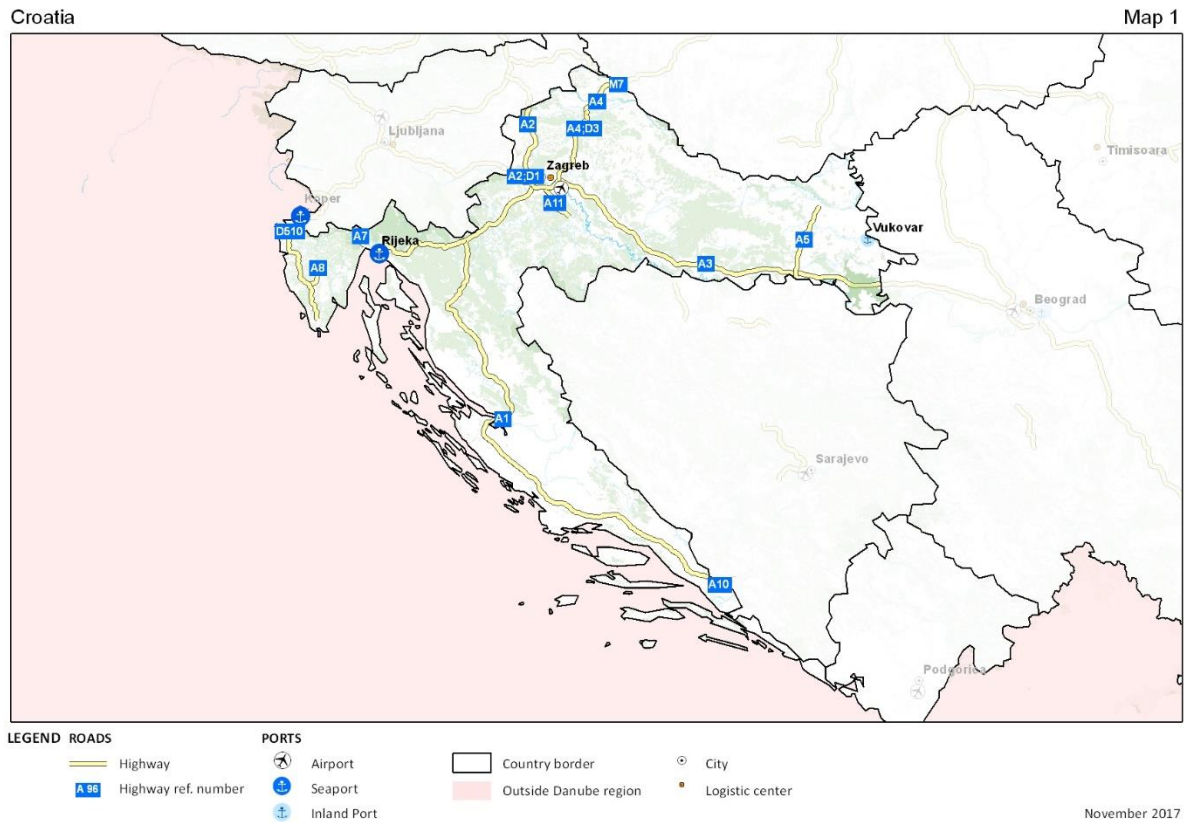 Croatia
Map 1
M7
A4
A2
A4;D3
Ljubljana
Timisoara
Zagreb
A2;D1
A11
Koper
D510
A7
Rijeka
A5
Vukovar
A8
A3
Beograd
A1
Sarajevo
A10
Podgorica
LEGEND ROADS
Highway
A 96 Highway ref. number
PORTS
Airport
Seaport
Inland Port
Country border
Outside Danube region
City
Logistic center
November 2017